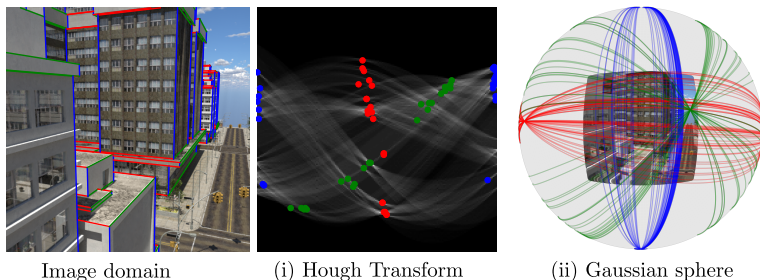 Image domain
(i) Hough Transform
(ii) Gaussian sphere